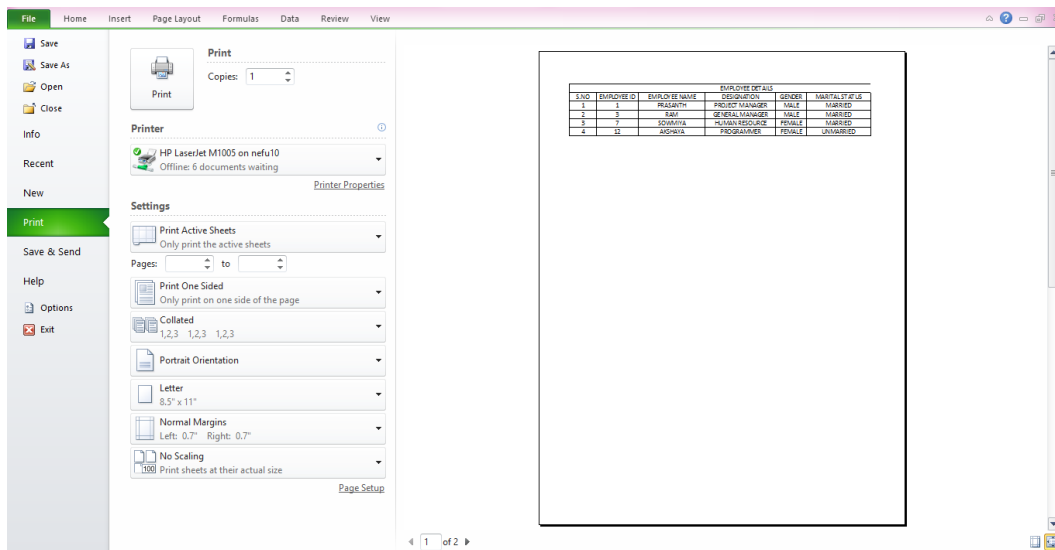 File Home Insert Page Layout Formulas Data Review View
Save
Save As
Open
Close
Info
Recent
New
Print
Save & Send
Help
Options
Exit
Print
Copies: 1
Print
Printer
HP LaserJet M1005 on nefu10
Offline: 6 documents waiting
Printer Properties
Settings
Print Active Sheets
Only print the active sheets
Pages: to
Print One Sided
Only print on one side of the page
Collated
1,2,3 1,2,3 1,2,3
Portrait Orientation
Letter
8.5" x 11"
Normal Margins
Left: 0.7" Right: 0.7"
No Scaling
100 Print sheets at their actual size
Page Setup
EMPLOYEE DETAILS
S.NO EMPLOYEE ID EMPLOYEE NAME DESIGNATION GENDER MARITAL STATUS
1 1 PRASANTH PROJECT MANAGER MALE MARRIED
2 3 RAM GENERAL MANAGER MALE MARRIED
3 7 SOWMIYA HUMAN RESOURCE FEMALE MARRIED
4 12 AKSHAYA PROGRAMMER FEMALE UNMARRIED
1 of 2